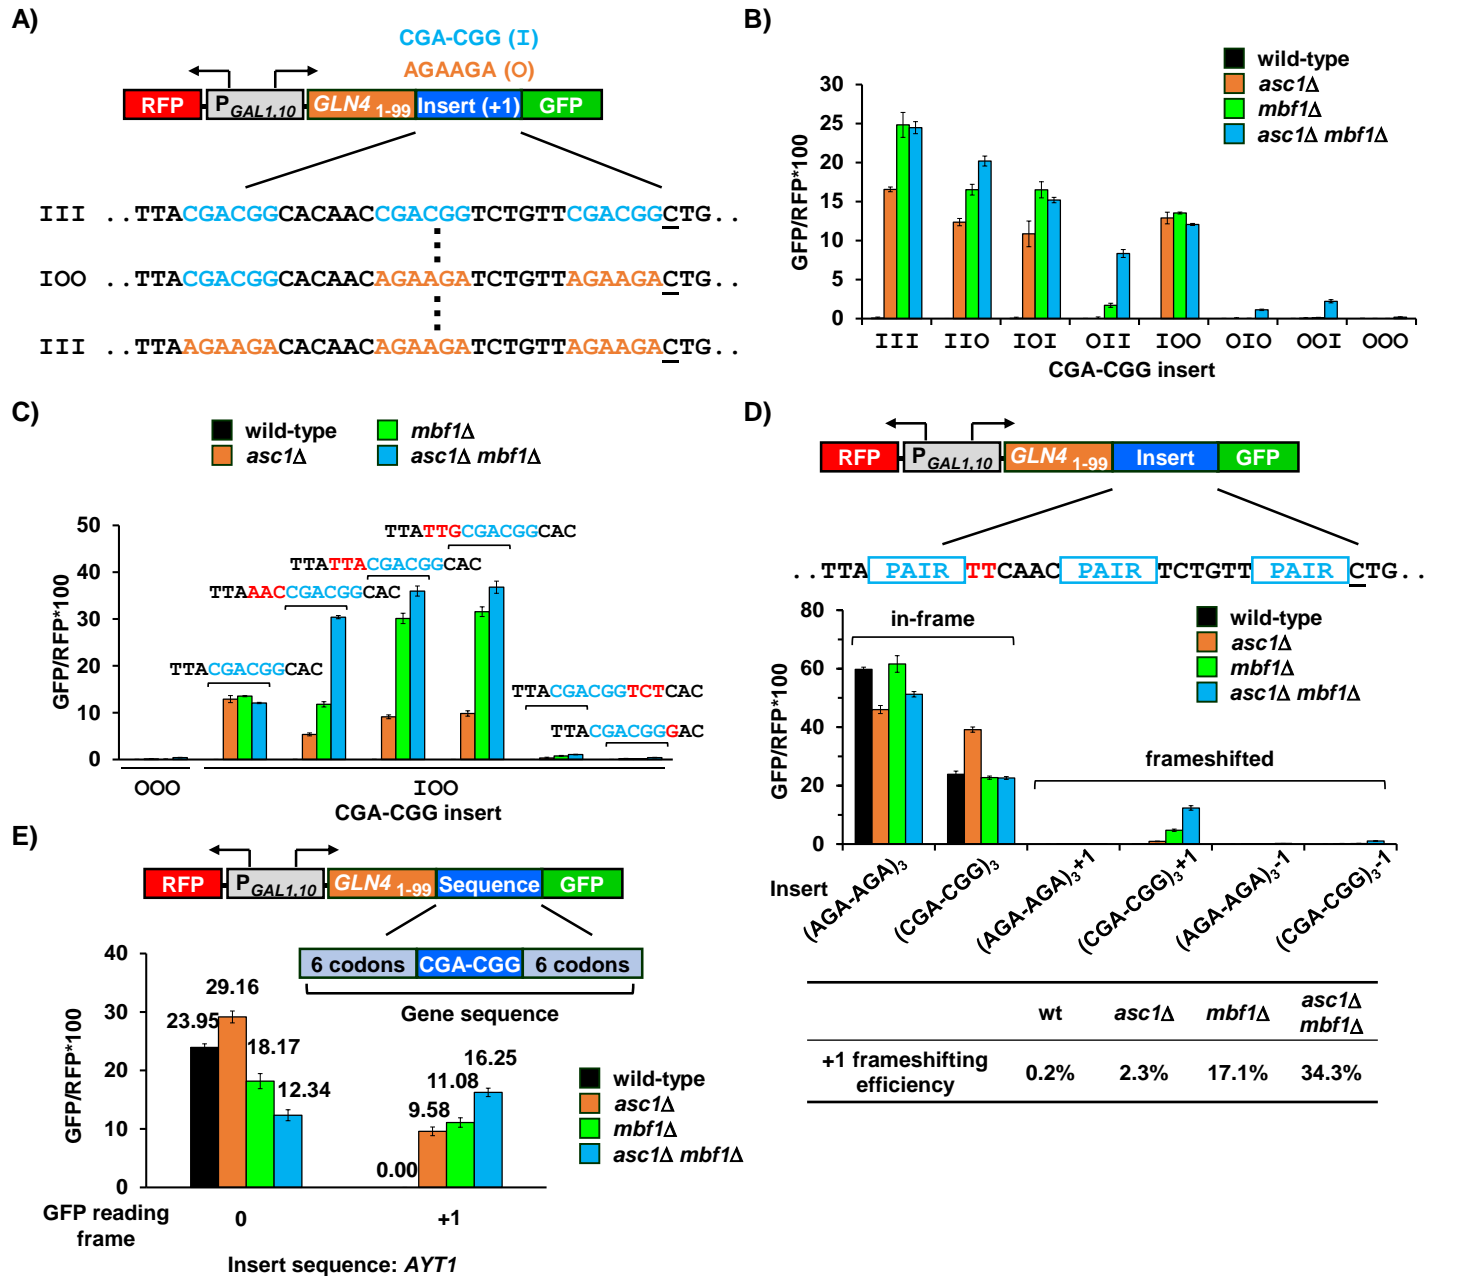 A)
CGA-CGG (I)
AGAAGA (O)
RFP PGAL1,10 GLN4 1-99 Insert (+1) GFP
III ..TTACGACGGCACAACCGACGGTCTGTTCGACGGCTG..
IOO ..TTACGACGGCACAACAGAAGATCTGTTAGAAGACTG..
III ..TTAAGAAGACACAACAGAAGATCTGTTAGAAGACTG..
B)
wild-type
asc1Δ
mbf1Δ
asc1Δ mbf1Δ
GFP/RFP*100
30
25
20
15
10
5
0
III IIO IOI OII IOO OIO OOI OOO
CGA-CGG insert
C)
wild-type mbf1Δ
asc1Δ asc1Δ mbf1Δ
GFP/RFP*100
50
40
30
20
10
0
TTATTGCGACGGCAC
TTATTACGACGGCAC
TTAAACCGACGGCAC
TTACGACGGCAC
TTACGACGGTCTCAC
TTACGACGGGAC
OOO IOO
CGA-CGG insert
D)
RFP PGAL1,10 GLN4 1-99 Insert GFP
..TTA PAIR TTCAAC PAIR TCTGTT PAIR CTG..
wild-type
asc1Δ
mbf1Δ
asc1Δ mbf1Δ
in-frame
frameshifted
GFP/RFP*100
80
60
40
20
0
Insert
(AGA-AGA)3
(CGA-CGG)3
(AGA-AGA)3+1
(CGA-CGG)3+1
(AGA-AGA)3-1
(CGA-CGG)3-1
wt asc1Δ mbf1Δ asc1Δ mbf1Δ
+1 frameshifting efficiency 0.2% 2.3% 17.1% 34.3%
E)
RFP PGAL1,10 GLN4 1-99 Sequence GFP
6 codons CGA-CGG 6 codons
Gene sequence
GFP/RFP*100
40
30
20
10
0
23.95
29.16
18.17
12.34
0.00
9.58
11.08
16.25
wild-type
asc1Δ
mbf1Δ
asc1Δ mbf1Δ
GFP reading frame 0 +1
Insert sequence: AYT1